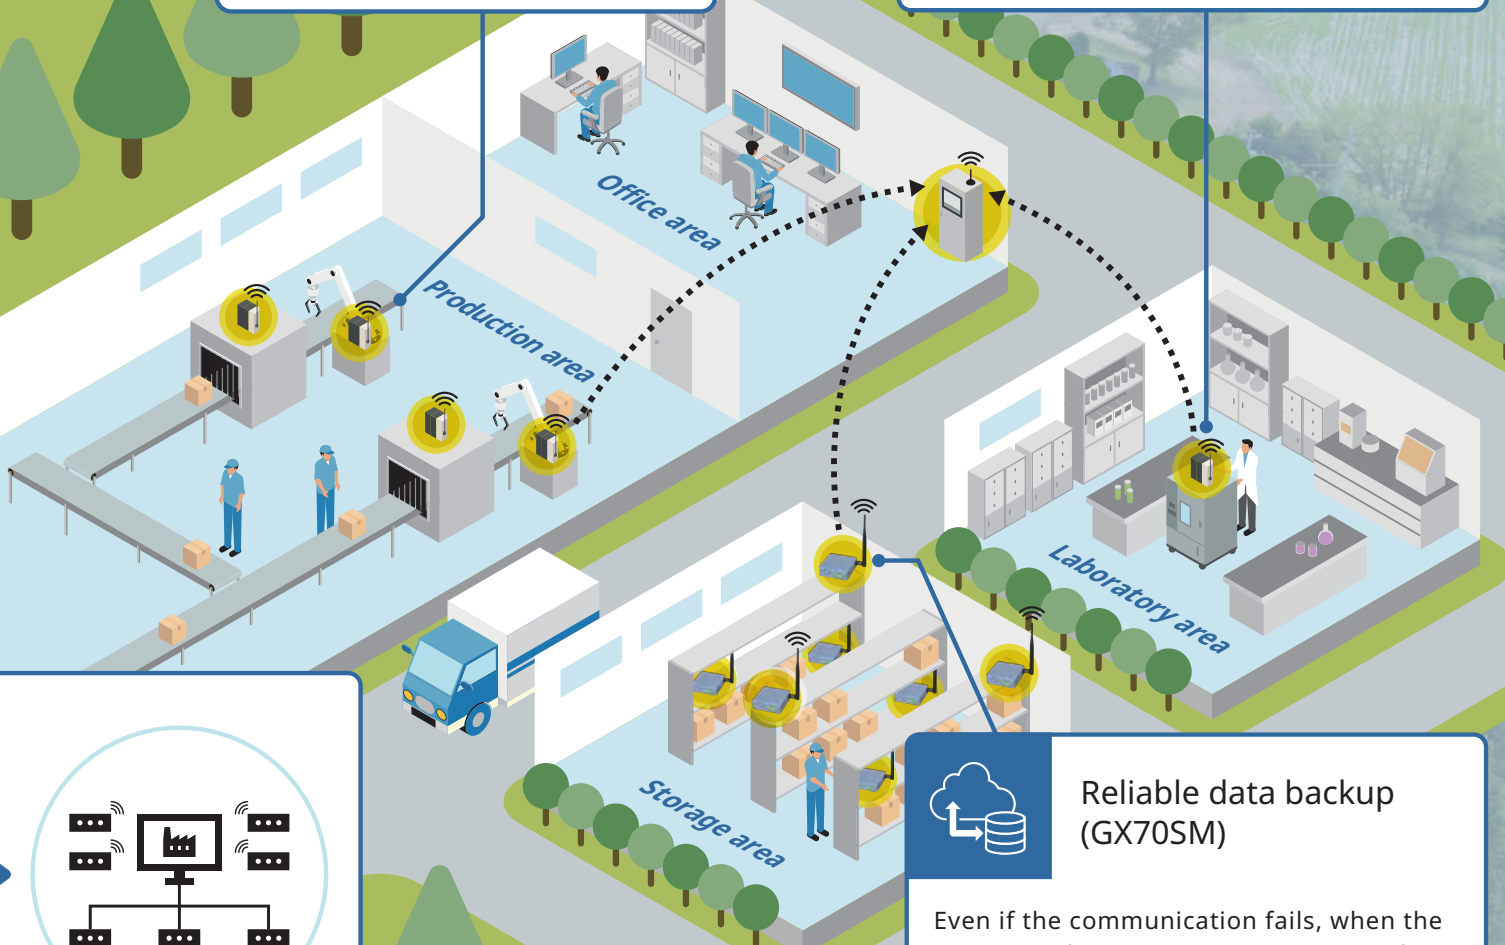 Office area
Production area
Laboratory area
Storage area
Reliable data backup
(GX70SM)
Even if the communication fails, when the